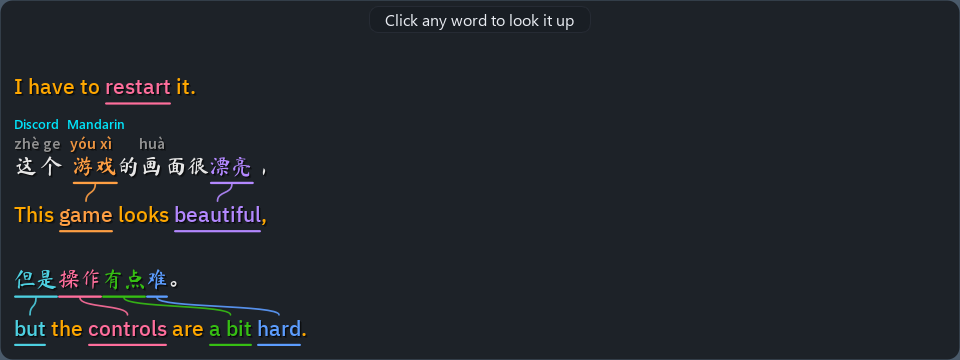 Click any word to look it up
I have to restart it.
Discord Mandarin
zhè ge yóu xì huà
这个游戏的画面很漂亮，
This game looks beautiful,
但是操作有点难。
but the controls are a bit hard.